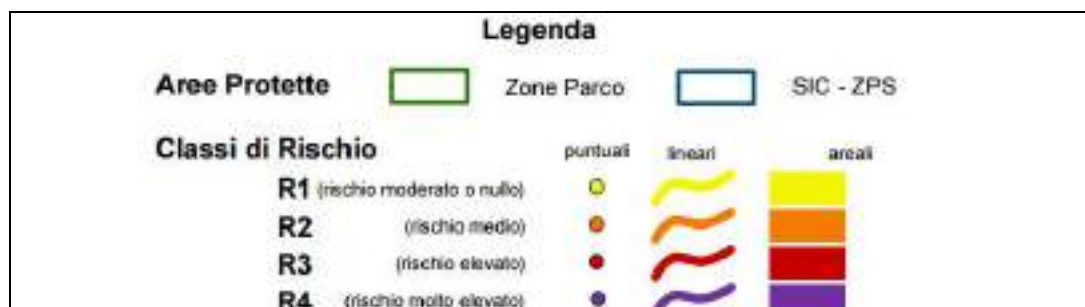 Legenda
Aree Protette Zone Parco SIC - ZPS
Classi di Rischio puntuali lineari areali
R1 (rischio moderato o nullo)
R2 (rischio medio)
R3 (rischio elevato)
R4 (rischio molto elevato)